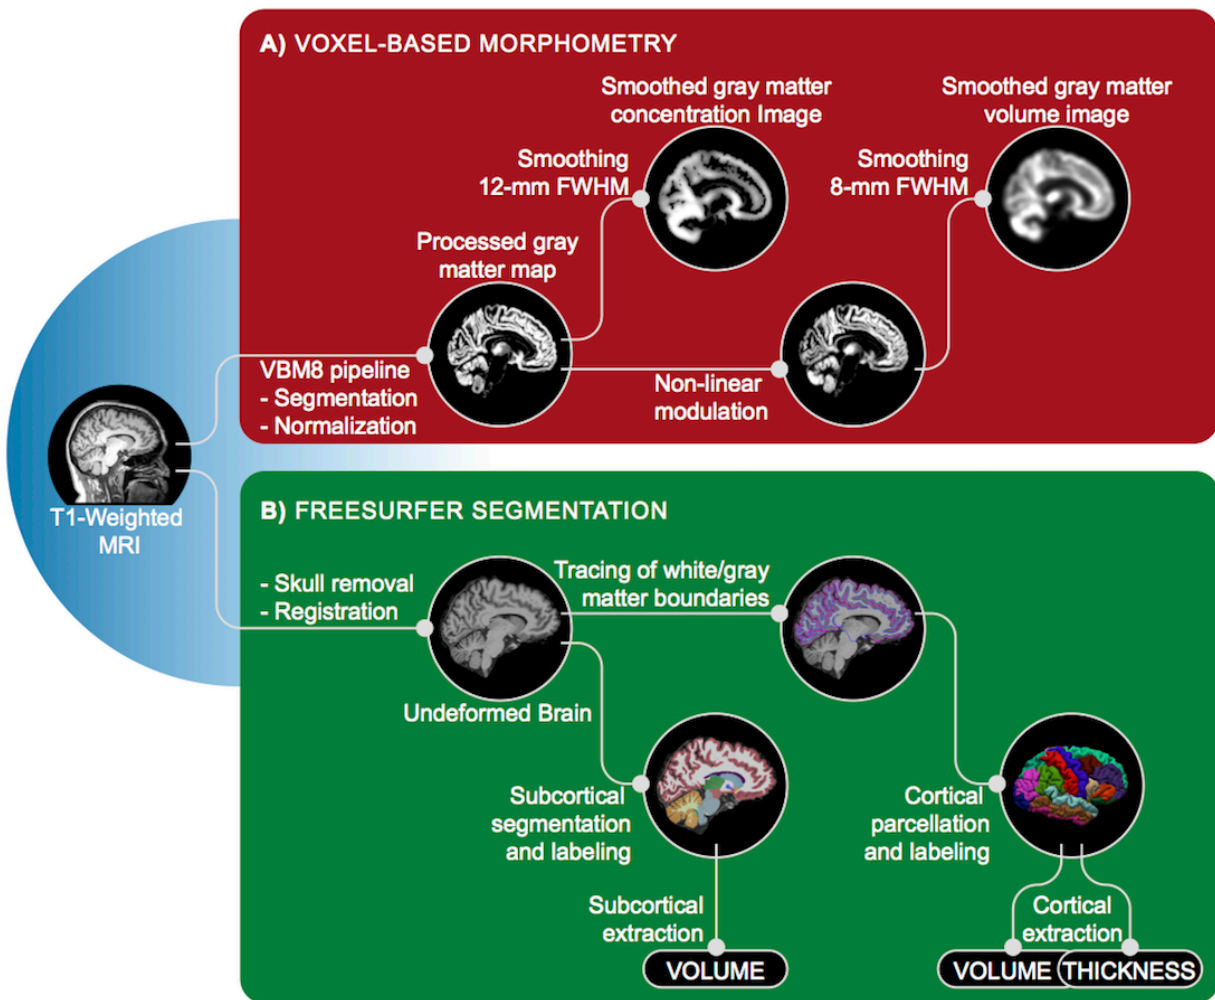 A) VOXEL-BASED MORPHOMETRY
Smoothed gray matter
concentration Image
Smoothed gray matter
volume image
Smoothing
12-mm FWHM
Smoothing
8-mm FWHM
Processed gray
matter map
VBM8 pipeline
- Segmentation
- Normalization
Non-linear
modulation
T1-Weighted
MRI
B) FREESURFER SEGMENTATION
- Skull removal
- Registration
Tracing of white/gray
matter boundaries
Undeformed Brain
Subcortical
segmentation
and labeling
Cortical
parcellation
and labeling
Subcortical
extraction
Cortical
extraction
VOLUME
VOLUME
THICKNESS